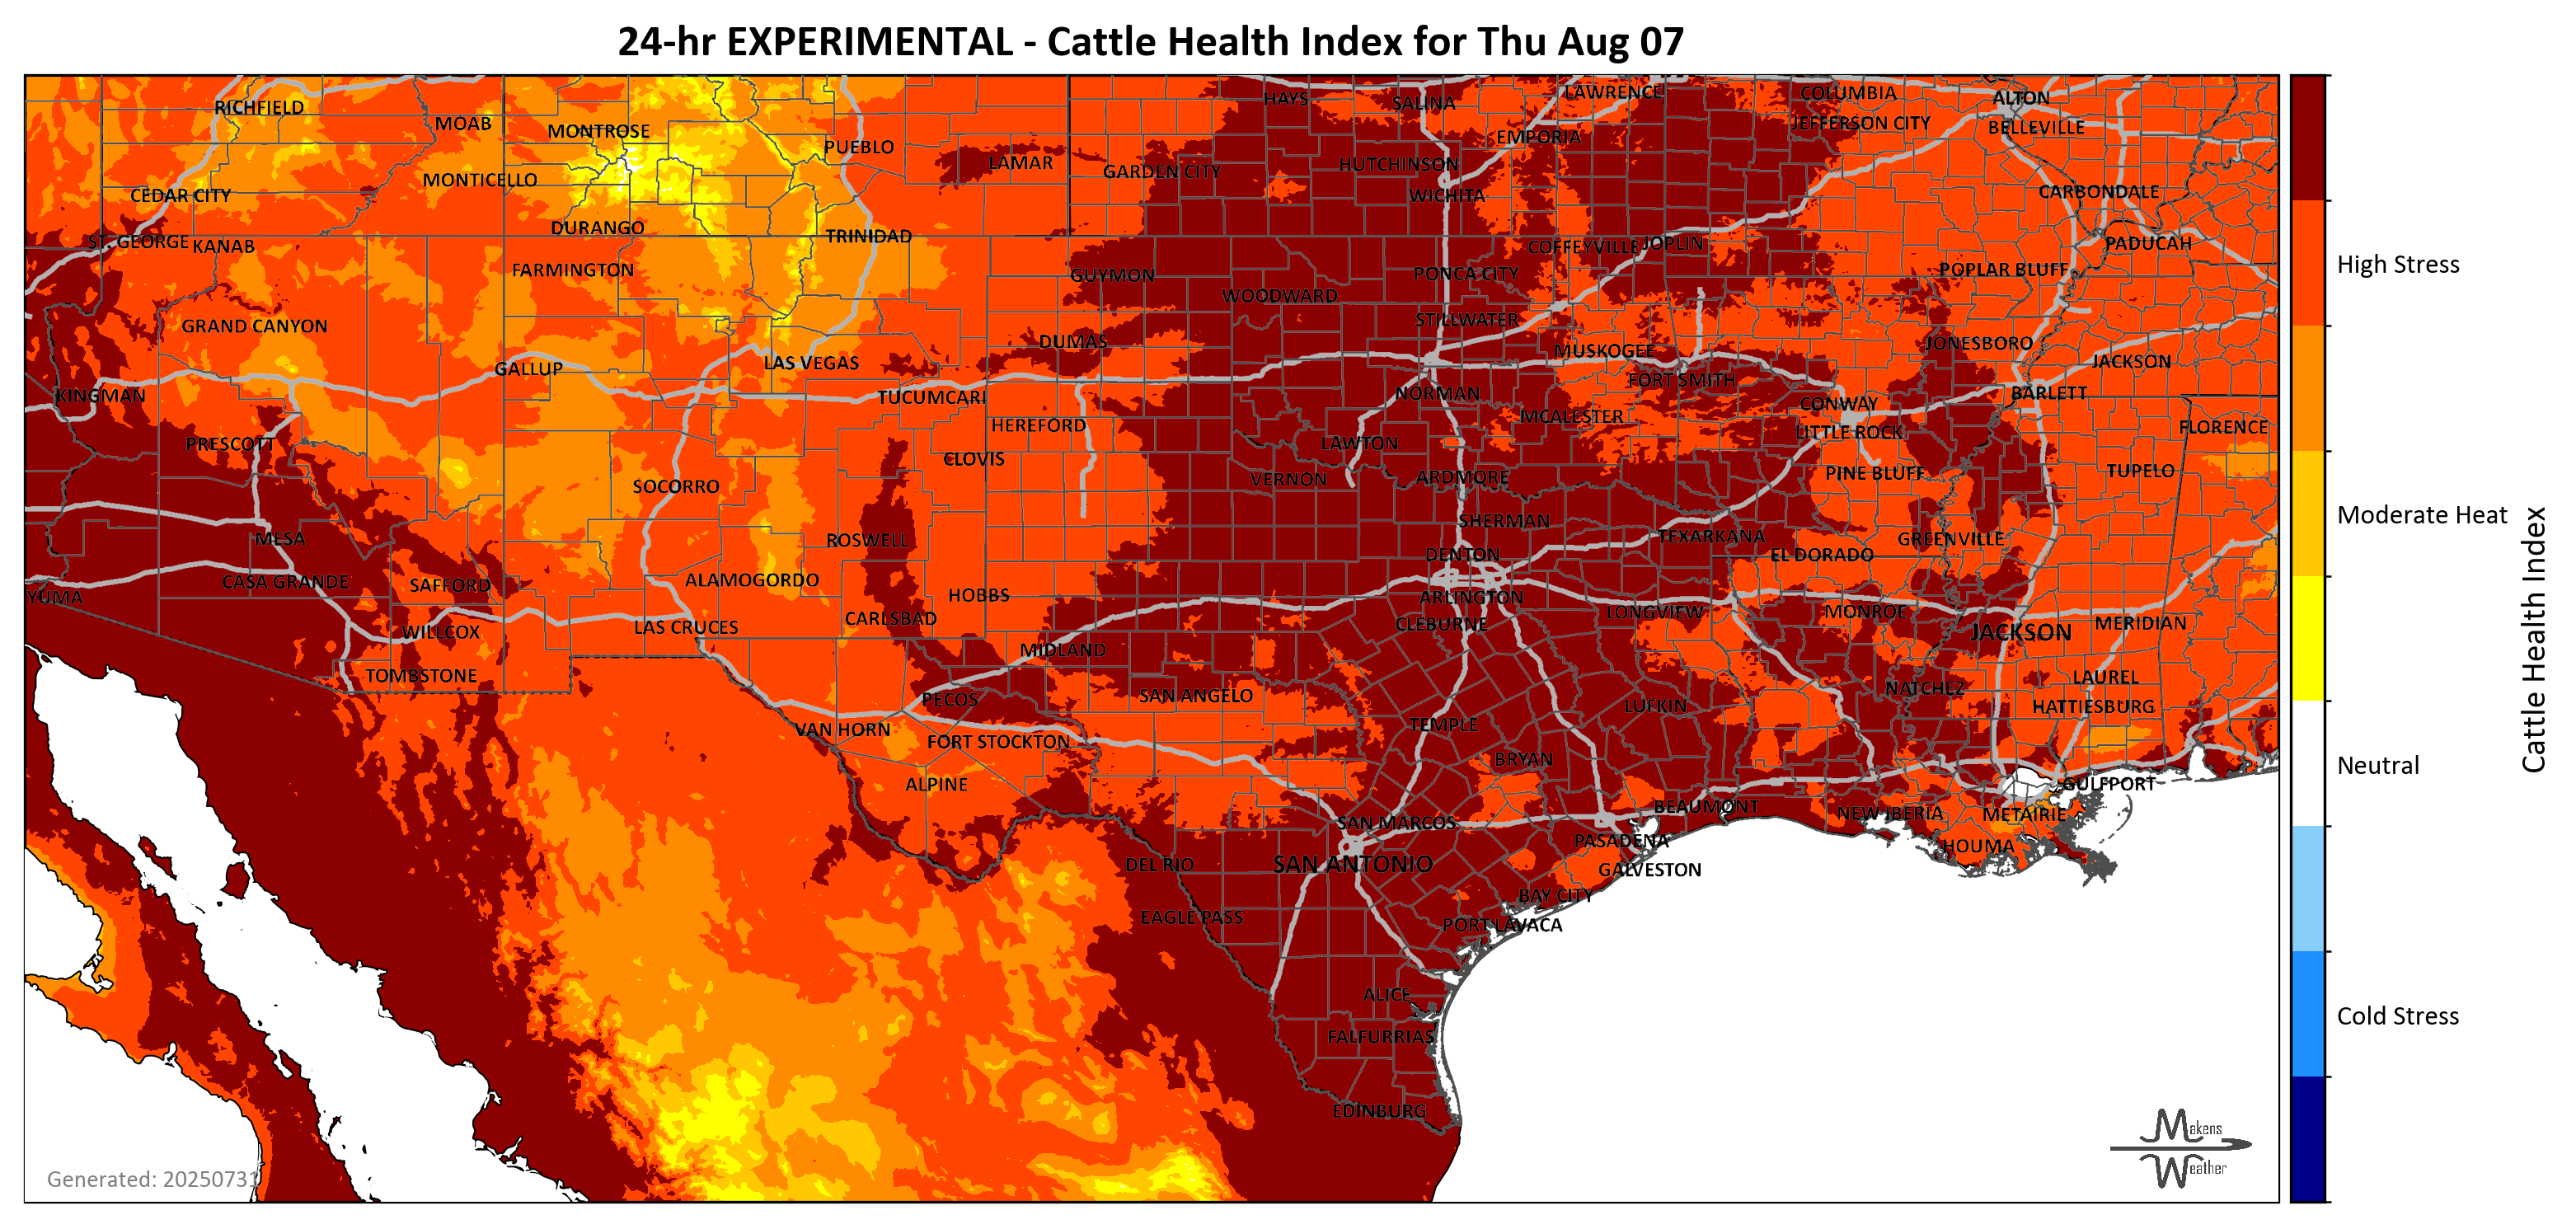 24-hr EXPERIMENTAL - Cattle Health Index for Thu Aug 07
RICHFIELD
MOAB
MONTROSE
PUEBLO
LAMAR
HAYS
SALINA
LAWRENCE
COLUMBIA
ALTON
JEFFERSON CITY
BELLEVILLE
EMPORIA
GARDEN CITY
HUTCHINSON
MONTICELLO
CEDAR CITY
WICHITA
CARBONDALE
DURANGO
TRINIDAD
ST. GEORGE
KANAB
COFFEYVILLE
JOPLIN
PADUCAH
FARMINGTON
GUYMON
PONCA CITY
POPLAR BLUFF
High Stress
WOODWARD
GRAND CANYON
STILLWATER
DUMAS
MUSKOGEE
JONESBORO
GALLUP
LAS VEGAS
JACKSON
FORT SMITH
KINGMAN
TUCUMCARI
NORMAN
BARLETT
CONWAY
HEREFORD
MCALESTER
FLORENCE
PRESCOTT
LAWTON
LITTLE ROCK
CLOVIS
SOCORRO
VERNON
ARDMORE
PINE BLUFF
TUPELO
Moderate Heat
SHERMAN
MESA
ROSWELL
TEXARKANA
GREENVILLE
DENTON
EL DORADO
CASA GRANDE
SAFFORD
ALAMOGORDO
YUMA
HOBBS
ARLINGTON
LONGVIEW
MONROE
CARLSBAD
CLEBURNE
WILLCOX
LAS CRUCES
JACKSON
MERIDIAN
MIDLAND
TOMBSTONE
PECOS
SAN ANGELO
NATCHEZ
LAUREL
LUFKIN
HATTIESBURG
VAN HORN
FORT STOCKTON
TEMPLE
BRYAN
Neutral
ALPINE
GULFPORT
BEAUMONT
NEW IBERIA
METAIRIE
SAN MARCOS
PASADENA
HOUMA
DEL RIO
SAN ANTONIO
GALVESTON
BAY CITY
EAGLE PASS
PORT LAVACA
ALICE
Cold Stress
FALFURRIAS
EDINBURG
Cattle Health Index
Makens
Weather
Generated: 20250731